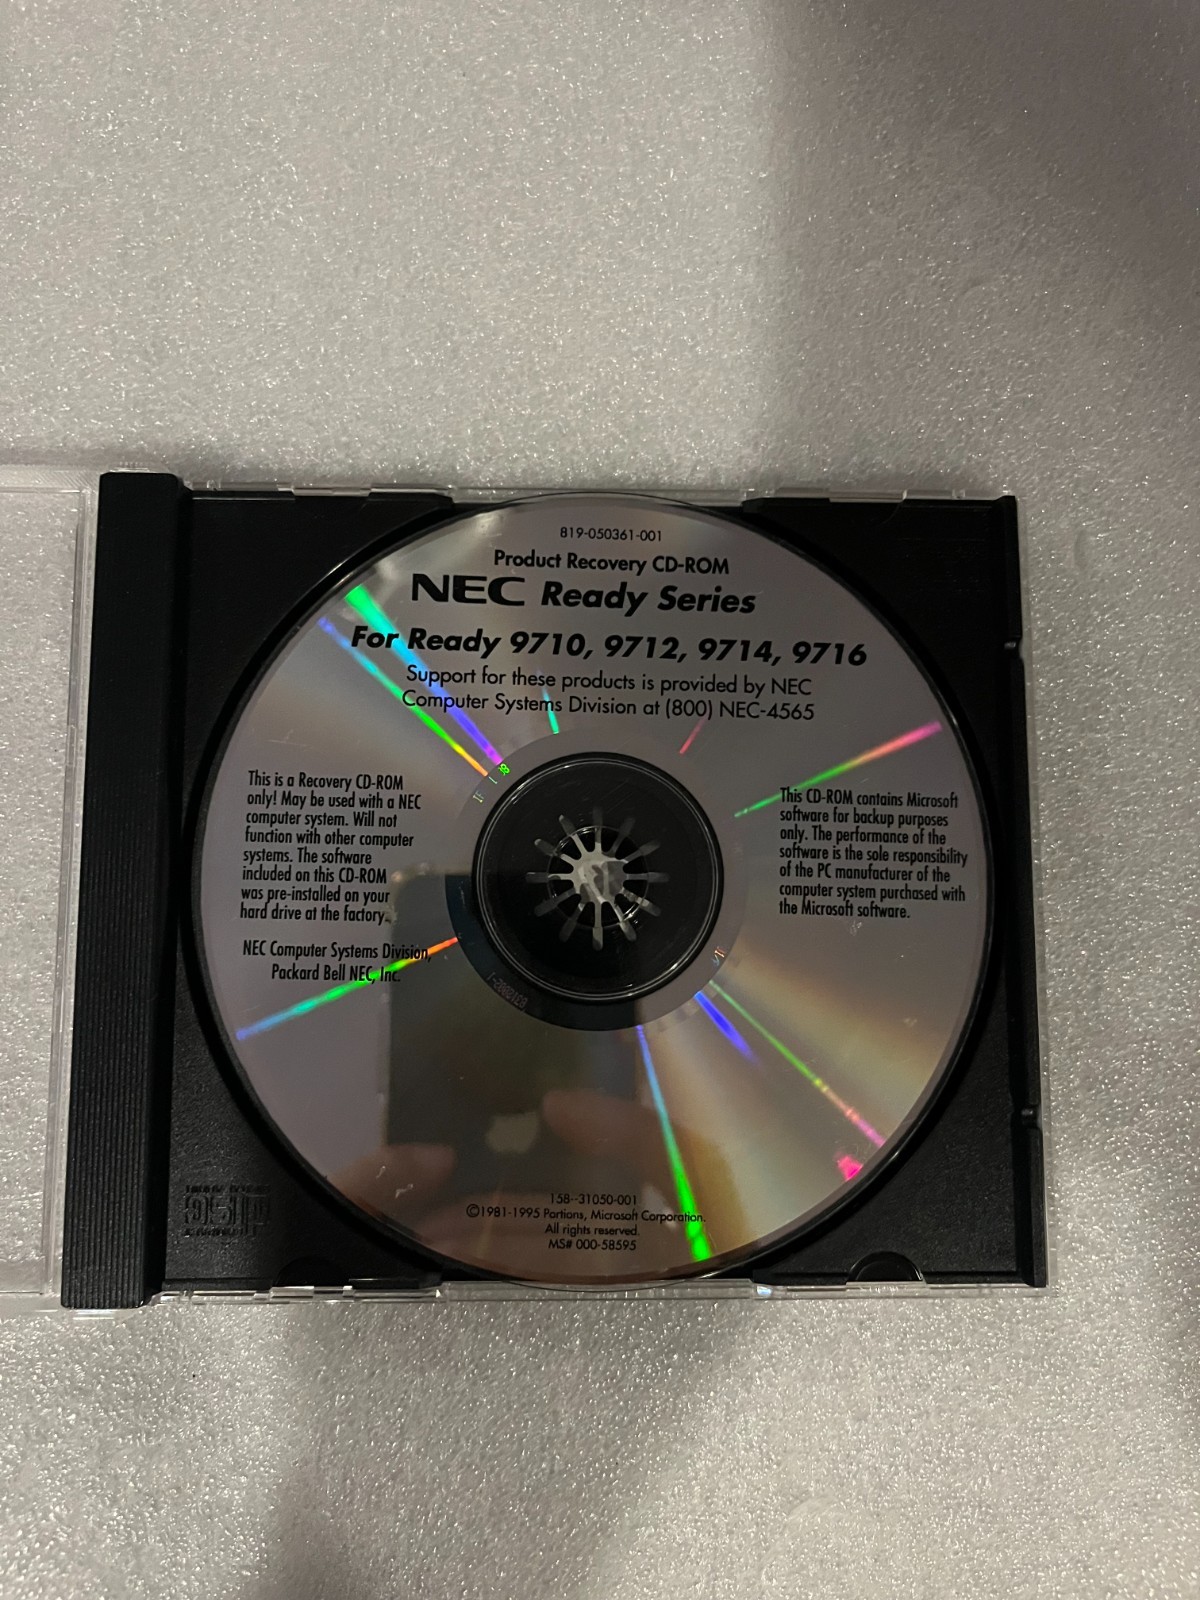 819-050361-001
Product Recovery CD-ROM
NEC Ready Series
For Ready 9710, 9712, 9714, 9716
Support for these products is provided by NEC
Computer Systems Division at (800) NEC-4565
This is a Recovery CD-ROM
only! May be used with a NEC
computer system. Will not
function with other computer
systems. The software
included on this CD-ROM
was pre-installed on your
hard drive at the factory.
NEC Computer Systems Division,
Packard Bell NEC, Inc.
This CD-ROM contains Microsoft
software for backup purposes
only. The performance of the
software is the sole responsibility
of the PC manufacturer of the
computer system purchased with
the Microsoft software.
158--31050-001
©1981-1995 Portions, Microsoft Corporation.
All rights reserved.
MS# 000-58595